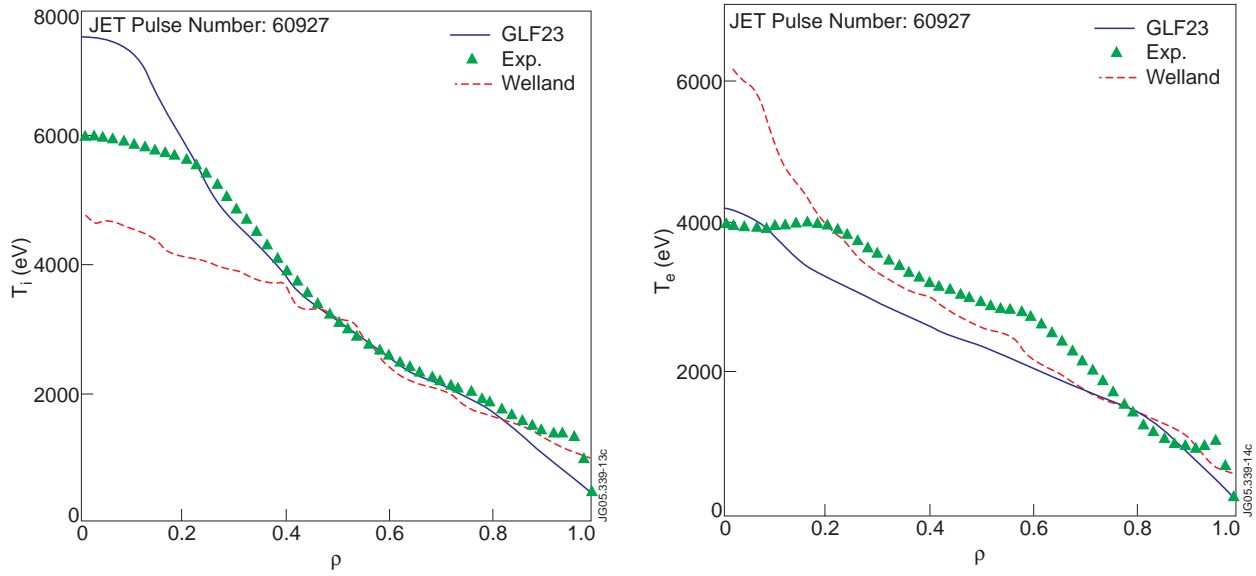 JET Pulse Number: 60927
GLF23
Exp.
Welland
8000
6000
4000
2000
0
Ti (eV)
0 0.2 0.4 0.6 0.8 1.0
ρ
JG05.339-13c
JET Pulse Number: 60927
GLF23
Exp.
Welland
6000
4000
2000
0
Te (eV)
0 0.2 0.4 0.6 0.8 1.0
ρ
JG05.339-14c